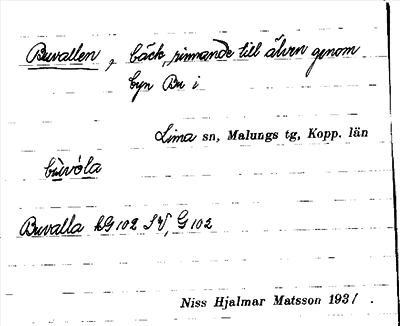 Buvallen, bäck, rinnande till älven genom
byn Bu i
Lima sn, Malungs tg, Kopp. län
bùvóla
Buvalla kG 102 SV, G 102
Niss Hjalmar Matsson 1931.